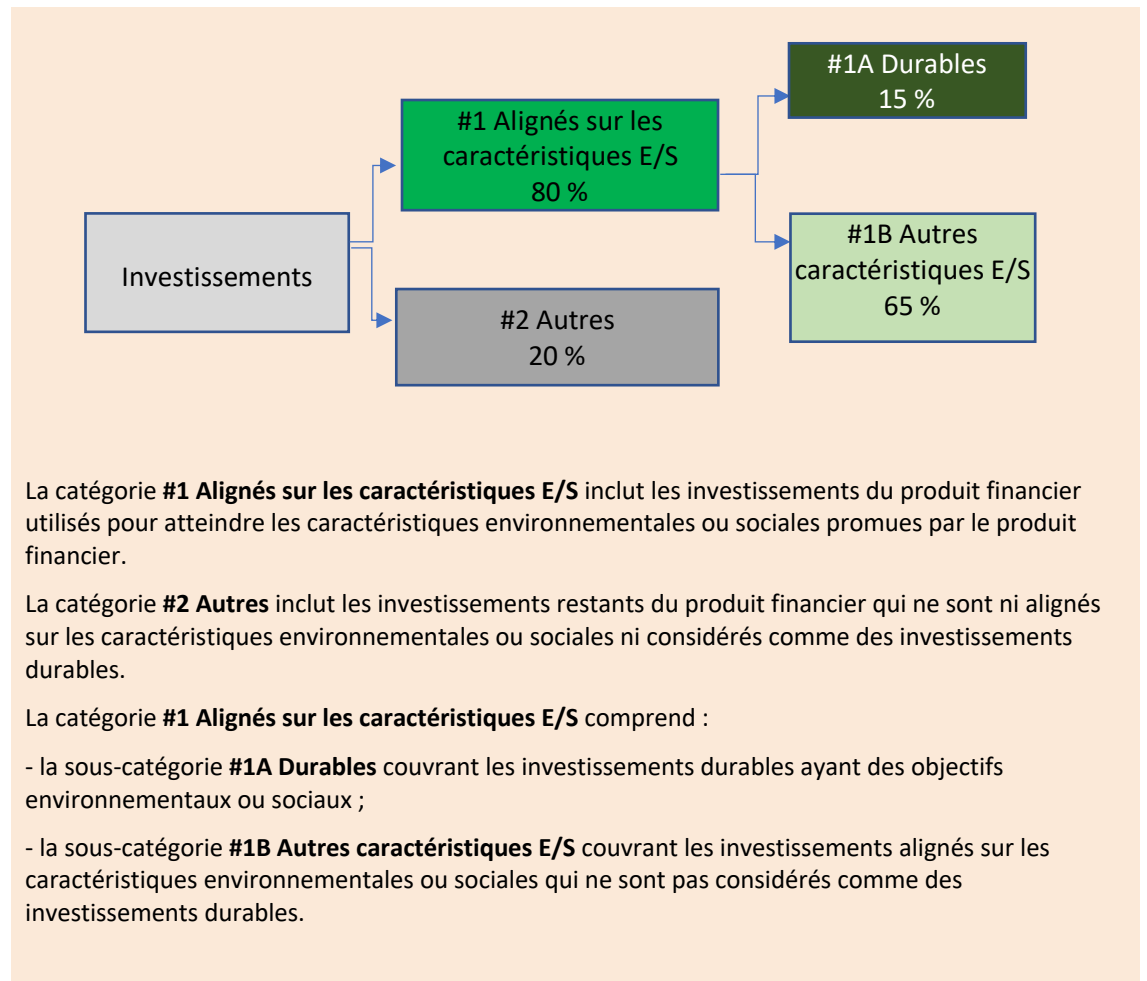 #1A Durables
15 %
#1 Alignés sur les
caractéristiques E/S
80 %
#1B Autres
caractéristiques E/S
65 %
Investissements
#2 Autres
20 %
La catégorie #1 Alignés sur les caractéristiques E/S inclut les investissements du produit financier
utilisés pour atteindre les caractéristiques environnementales ou sociales promues par le produit
financier.
La catégorie #2 Autres inclut les investissements restants du produit financier qui ne sont ni alignés
sur les caractéristiques environnementales ou sociales ni considérés comme des investissements
durables.
La catégorie #1 Alignés sur les caractéristiques E/S comprend :
- la sous-catégorie #1A Durables couvrant les investissements durables ayant des objectifs
environnementaux ou sociaux ;
- la sous-catégorie #1B Autres caractéristiques E/S couvrant les investissements alignés sur les
caractéristiques environnementales ou sociales qui ne sont pas considérés comme des
investissements durables.